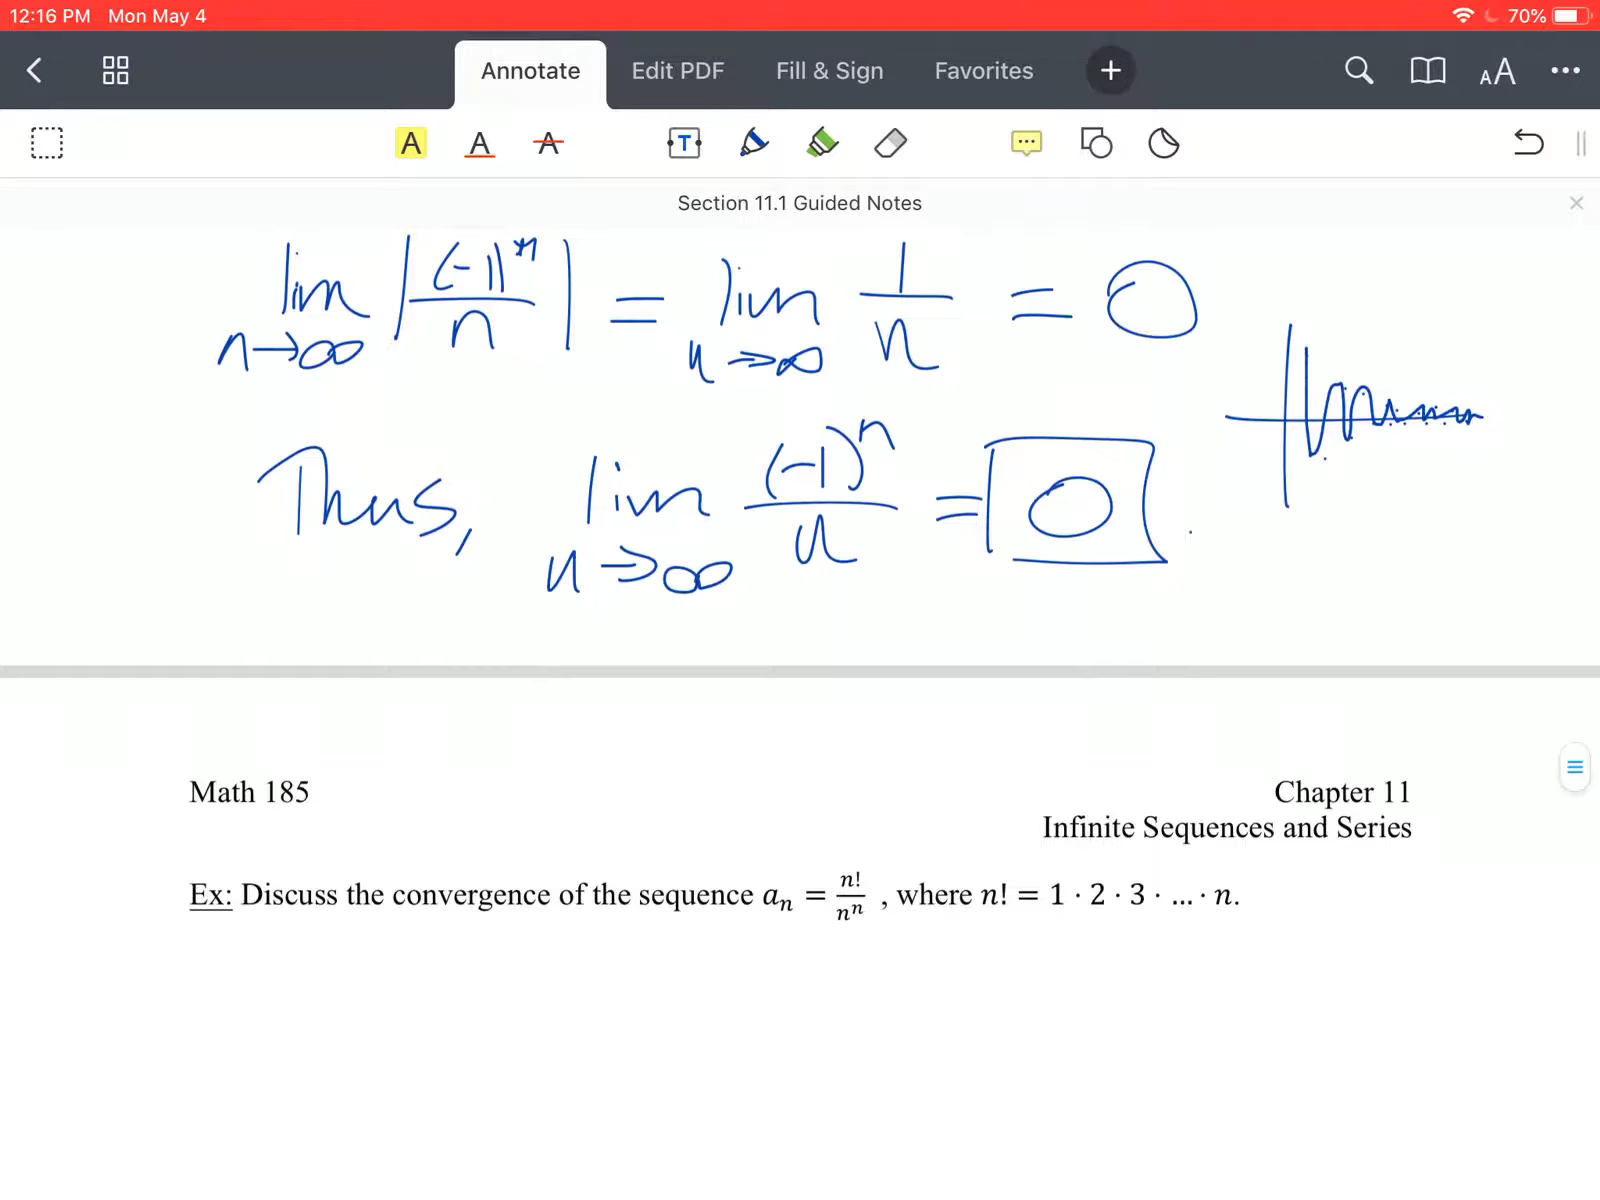 12:16 PM Mon May 4 70%
Annotate Edit PDF Fill & Sign Favorites +
A A A T
Section 11.1 Guided Notes
lim n→∞ |(-1)^n / n| = lim n→∞ 1/n = 0
Thus, lim n→∞ (-1)^n / n = 0
Math 185 Chapter 11
Infinite Sequences and Series
Ex: Discuss the convergence of the sequence aₙ = n!/nⁿ , where n! = 1 · 2 · 3 · … · n.